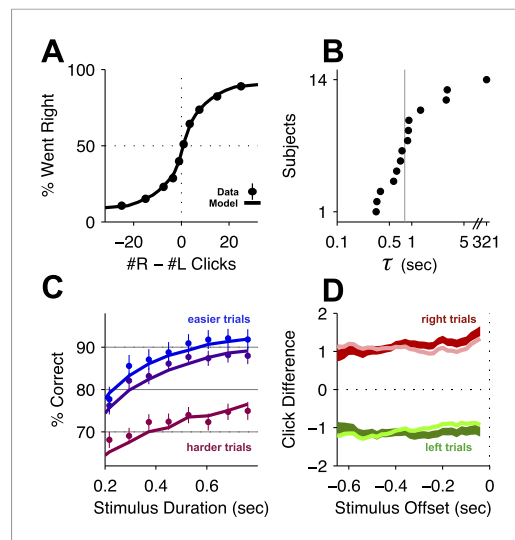 A
% Went Right
100
50
0
Data
Model
−20
0
20
#R − #L Clicks
B
Subjects
14
1
0.1
0.5
1
5
321
τ (sec)
C
easier trials
% Correct
90
80
70
harder trials
0.2
0.4
0.6
0.8
Stimulus Duration (sec)
D
right trials
Click Difference
2
1
0
−1
−2
left trials
−0.6
−0.4
−0.2
0
Stimulus Offset (sec)